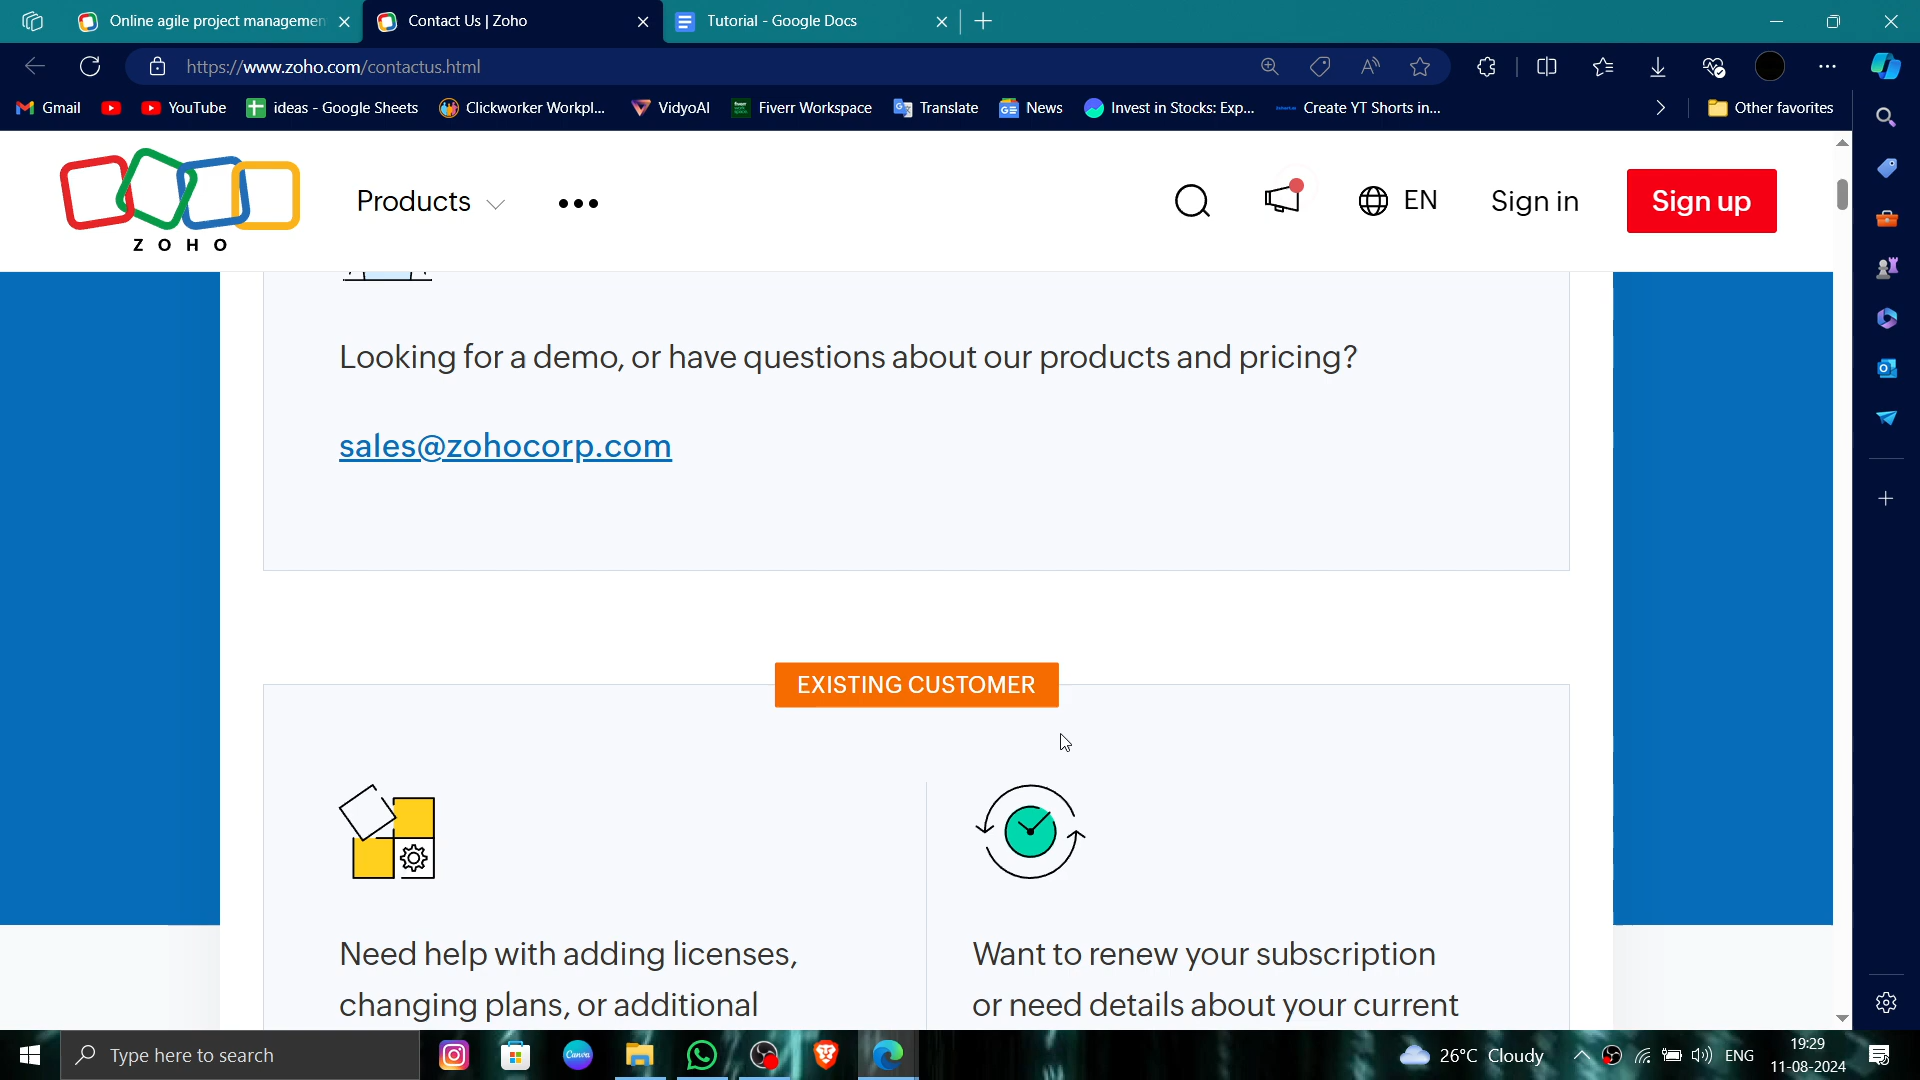 Online agile project managemen
Contact Us | Zoho
Tutorial - Google Docs
https://www.zoho.com/contactus.html
Gmail
YouTube
ideas - Google Sheets
Clickworker Workpl...
VidyoAI
Fiverr Workspace
Translate
News
Invest in Stocks: Exp...
Create YT Shorts in...
Other favorites
ZOHO
Products
EN
Sign in
Sign up
Looking for a demo, or have questions about our products and pricing?
sales@zohocorp.com
EXISTING CUSTOMER
Need help with adding licenses,
changing plans, or additional
Want to renew your subscription
or need details about your current
Type here to search
Canva
26°C Cloudy
ENG
19:29
11-08-2024